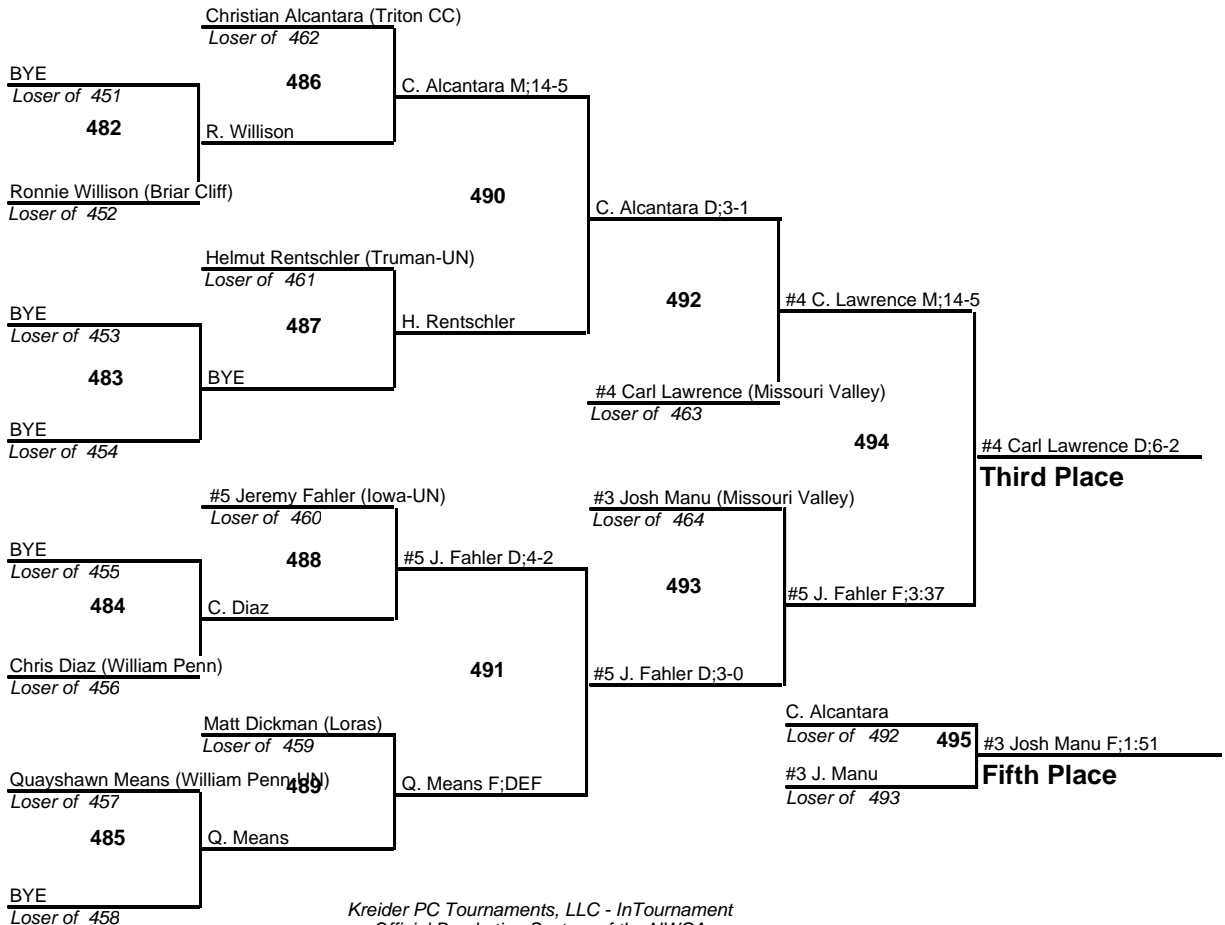 Christian Alcantara (Triton CC)
Loser of 462
BYE
Loser of 451
486
C. Alcantara M;14-5
482
R. Willison
Ronnie Willison (Briar Cliff)
Loser of 452
490
C. Alcantara D;3-1
Helmut Rentschler (Truman-UN)
Loser of 461
BYE
Loser of 453
487
H. Rentschler
492
#4 C. Lawrence M;14-5
483
BYE
#4 Carl Lawrence (Missouri Valley)
Loser of 463
BYE
Loser of 454
494
#4 Carl Lawrence D;6-2
Third Place
#5 Jeremy Fahler (Iowa-UN)
Loser of 460
#3 Josh Manu (Missouri Valley)
Loser of 464
BYE
Loser of 455
488
#5 J. Fahler D;4-2
493
#5 J. Fahler F;3:37
484
C. Diaz
Chris Diaz (William Penn)
Loser of 456
491
#5 J. Fahler D;3-0
Matt Dickman (Loras)
Loser of 459
C. Alcantara
Loser of 492
495
#3 Josh Manu F;1:51
Fifth Place
#3 J. Manu
Loser of 493
Quayshawn Means (William Penn-UN)
Loser of 457
489
Q. Means F;DEF
485
Q. Means
BYE
Loser of 458
Kreider PC Tournaments, LLC - InTournament